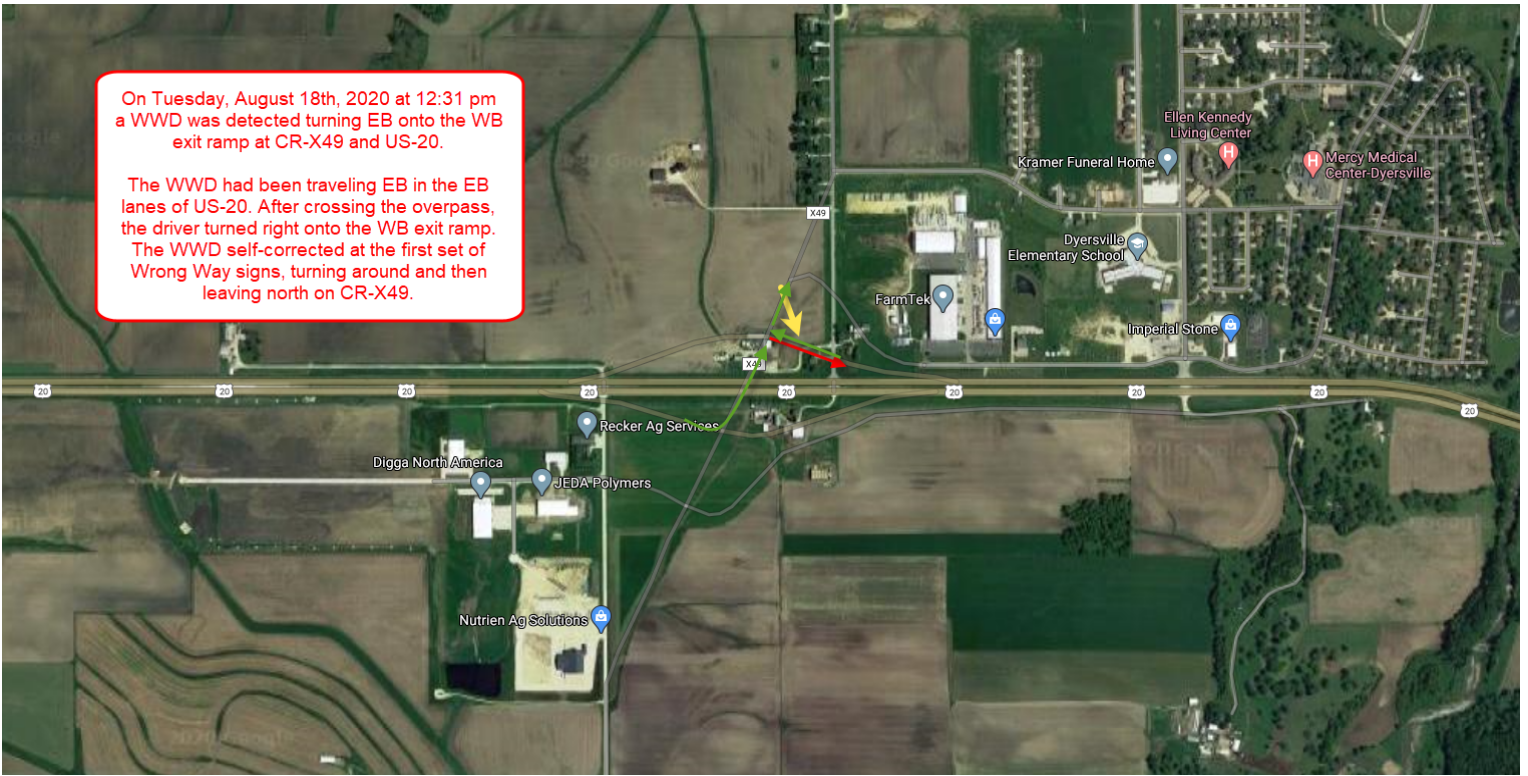 On Tuesday, August 18th, 2020 at 12:31 pm
a WWD was detected turning EB onto the WB
exit ramp at CR-X49 and US-20.
The WWD had been traveling EB in the EB
lanes of US-20. After crossing the overpass,
the driver turned right onto the WB exit ramp.
The WWD self-corrected at the first set of
Wrong Way signs, turning around and then
leaving north on CR-X49.
Ellen Kennedy
Living Center
Kramer Funeral Home
Mercy Medical
Center-Dyersville
X49
Dyersville
Elementary School
FarmTek
Imperial Stone
X49
20
20
20
20
20
20
20
20
20
Recker Ag Services
Digga North America
JEDA Polymers
Nutrien Ag Solutions